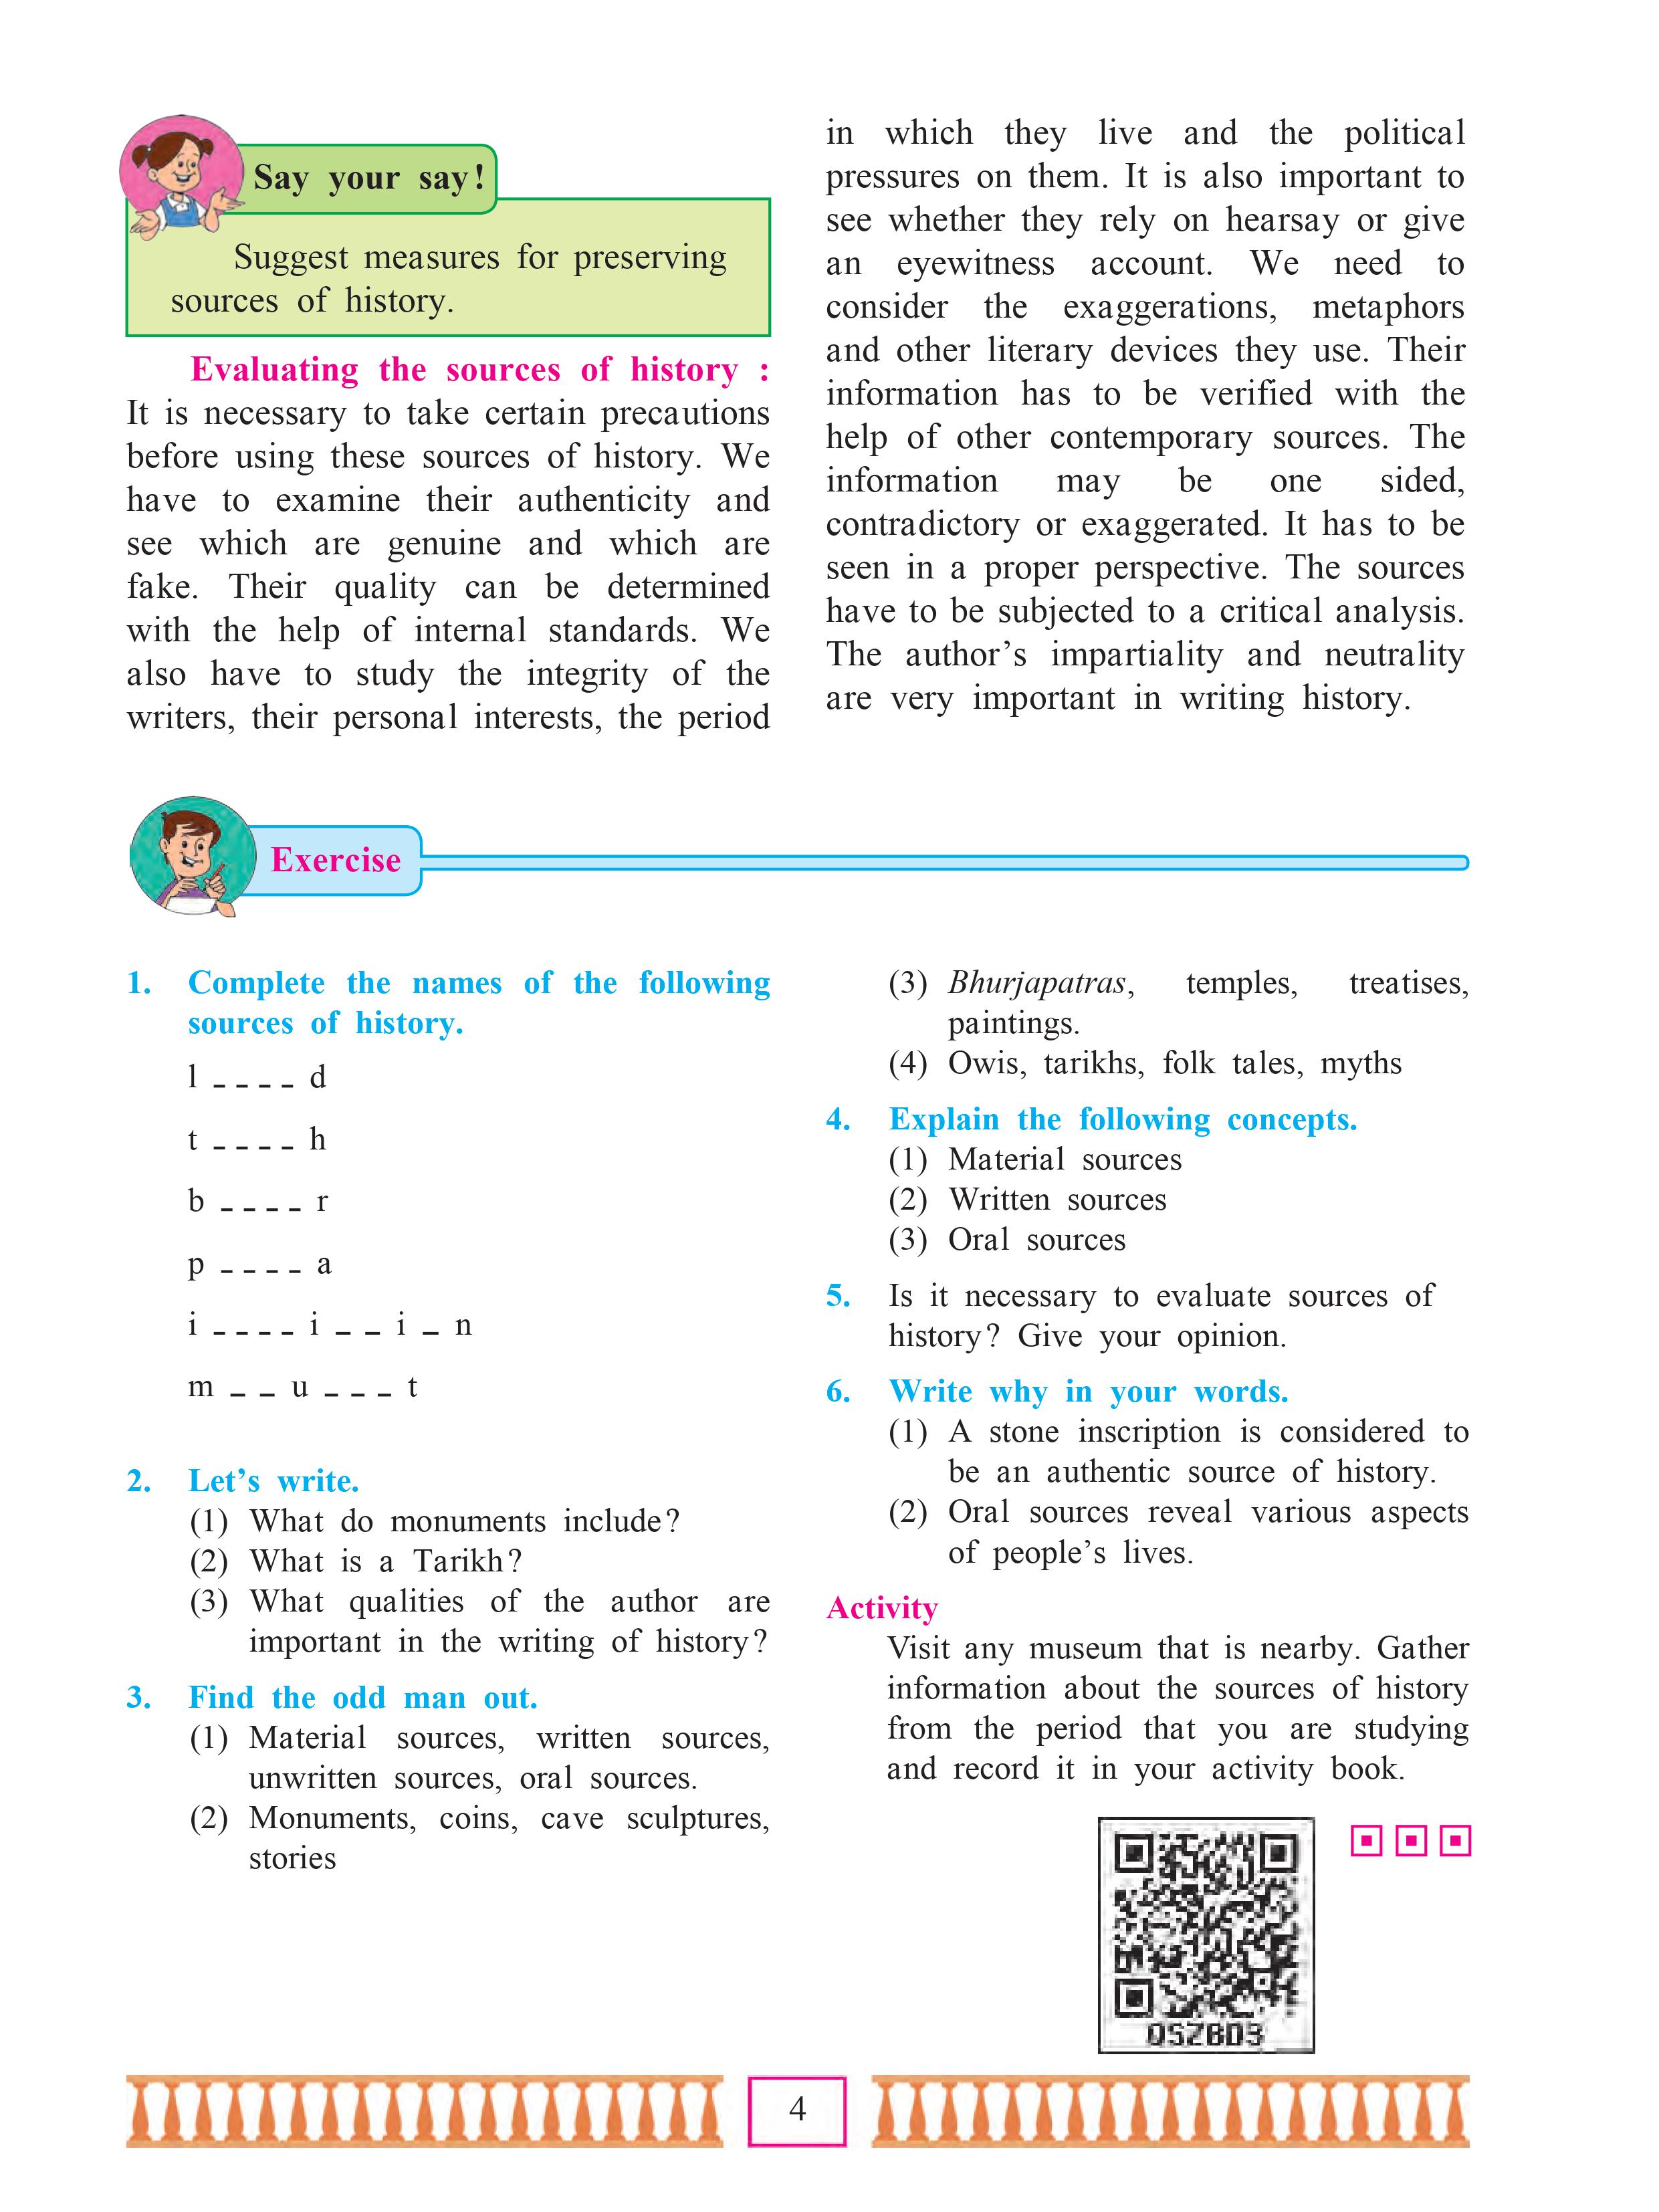 Say your say!
Suggest measures for preserving
sources of history.
Evaluating the sources of history :
It is necessary to take certain precautions
before using these sources of history. We
have to examine their authenticity and
see which are genuine and which are
fake. Their quality can be determined
with the help of internal standards. We
also have to study the integrity of the
writers, their personal interests, the period
in which they live and the political
pressures on them. It is also important to
see whether they rely on hearsay or give
an eyewitness account. We need to
consider the exaggerations, metaphors
and other literary devices they use. Their
information has to be verified with the
help of other contemporary sources. The
information may be one sided,
contradictory or exaggerated. It has to be
seen in a proper perspective. The sources
have to be subjected to a critical analysis.
The author's impartiality and neutrality
are very important in writing history.
Exercise
1. Complete the names of the following
sources of history.
l _ _ _ _ d
t _ _ _ _ h
b _ _ _ _ r
p _ _ _ _ a
i _ _ _ _ i _ _ i _ n
m _ _ u _ _ _ t
2. Let's write.
(1) What do monuments include?
(2) What is a Tarikh?
(3) What qualities of the author are
important in the writing of history?
3. Find the odd man out.
(1) Material sources, written sources,
unwritten sources, oral sources.
(2) Monuments, coins, cave sculptures,
stories
(3) Bhurjapatras, temples, treatises,
paintings.
(4) Owis, tarikhs, folk tales, myths
4. Explain the following concepts.
(1) Material sources
(2) Written sources
(3) Oral sources
5. Is it necessary to evaluate sources of
history? Give your opinion.
6. Write why in your words.
(1) A stone inscription is considered to
be an authentic source of history.
(2) Oral sources reveal various aspects
of people's lives.
Activity
Visit any museum that is nearby. Gather
information about the sources of history
from the period that you are studying
and record it in your activity book.
4